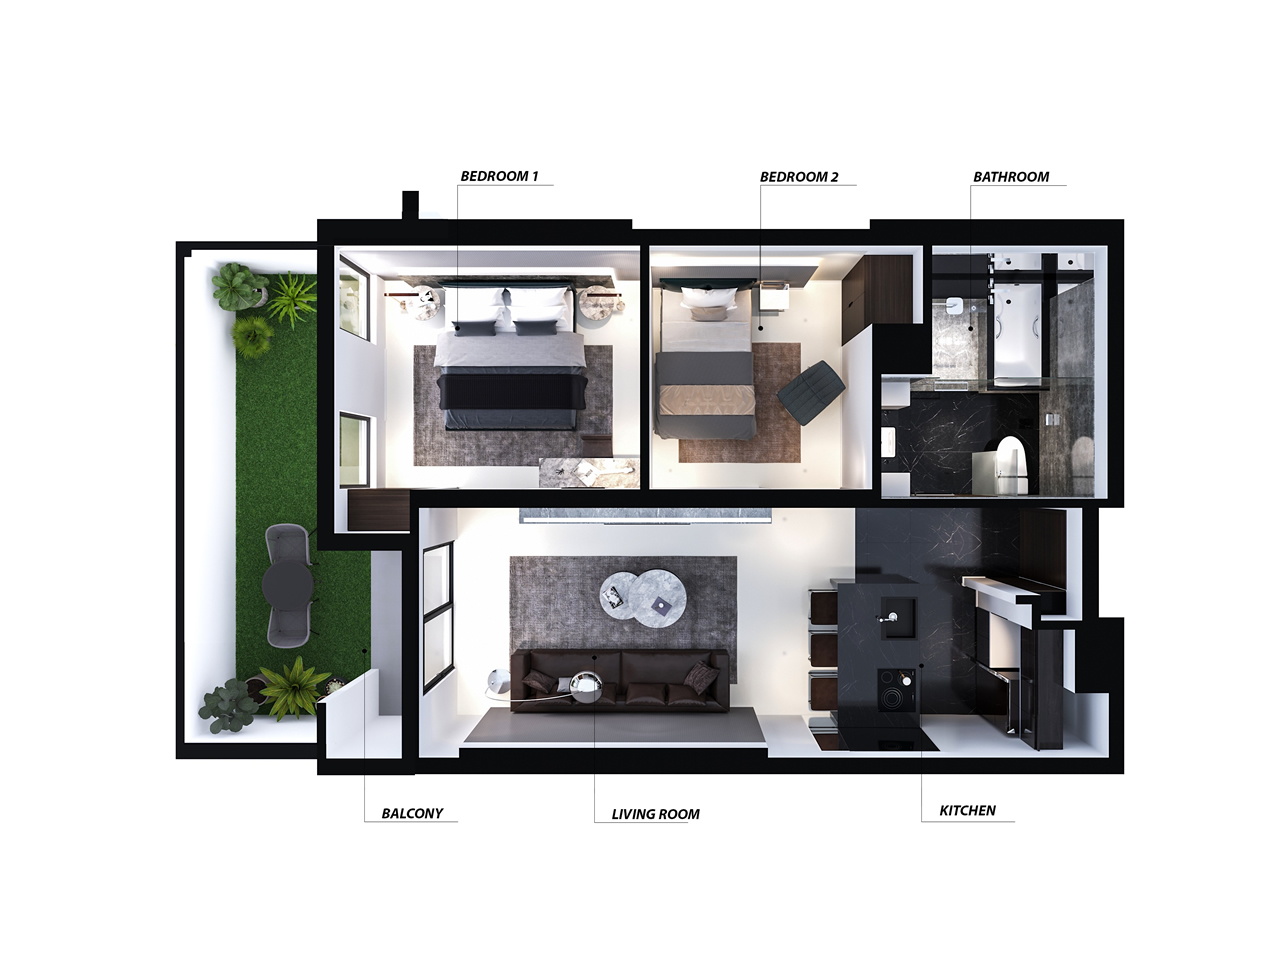 BEDROOM 1
BEDROOM 2
BATHROOM
BALCONY
LIVING ROOM
KITCHEN